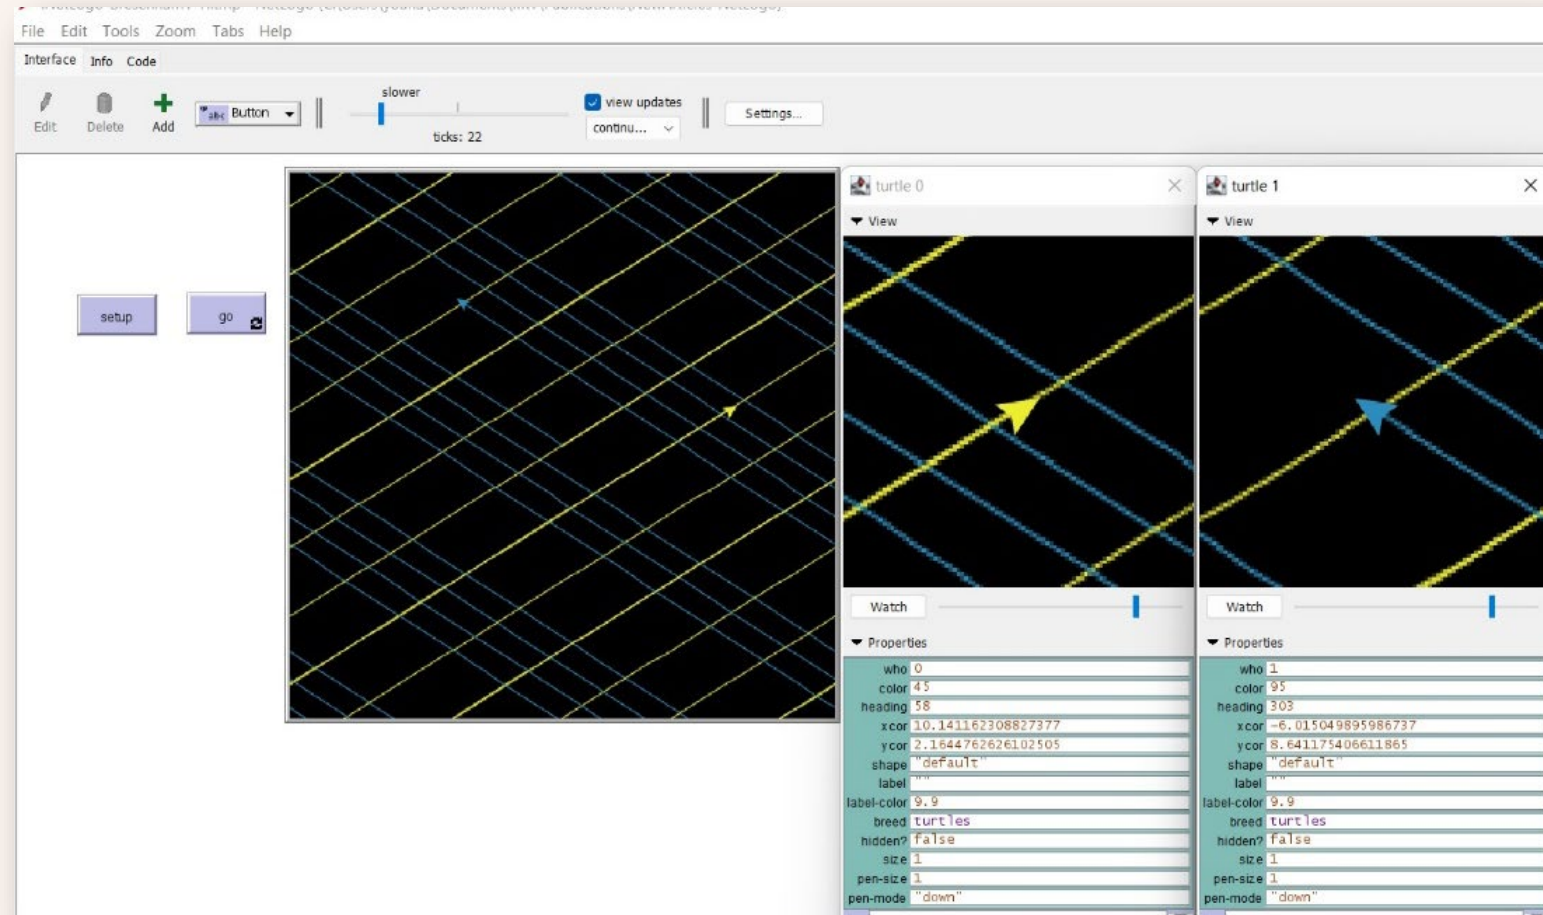 File Edit Tools Zoom Tabs Help
Interface Info Code
slower
Edit Delete Add
abc Button
ticks: 22
view updates
continu...
Settings...
setup
go
turtle 0
View
Watch
Properties
who 0
color 45
heading 58
xcor 10.141162308827377
ycor 2.1644762626102505
shape "default"
label ""
label-color 9.9
breed turtles
hidden? false
size 1
pen-size 1
pen-mode "down"
turtle 1
View
Watch
Properties
who 1
color 95
heading 303
xcor -6.015049895986737
ycor 8.641175406611865
shape "default"
label ""
label-color 9.9
breed turtles
hidden? false
size 1
pen-size 1
pen-mode "down"